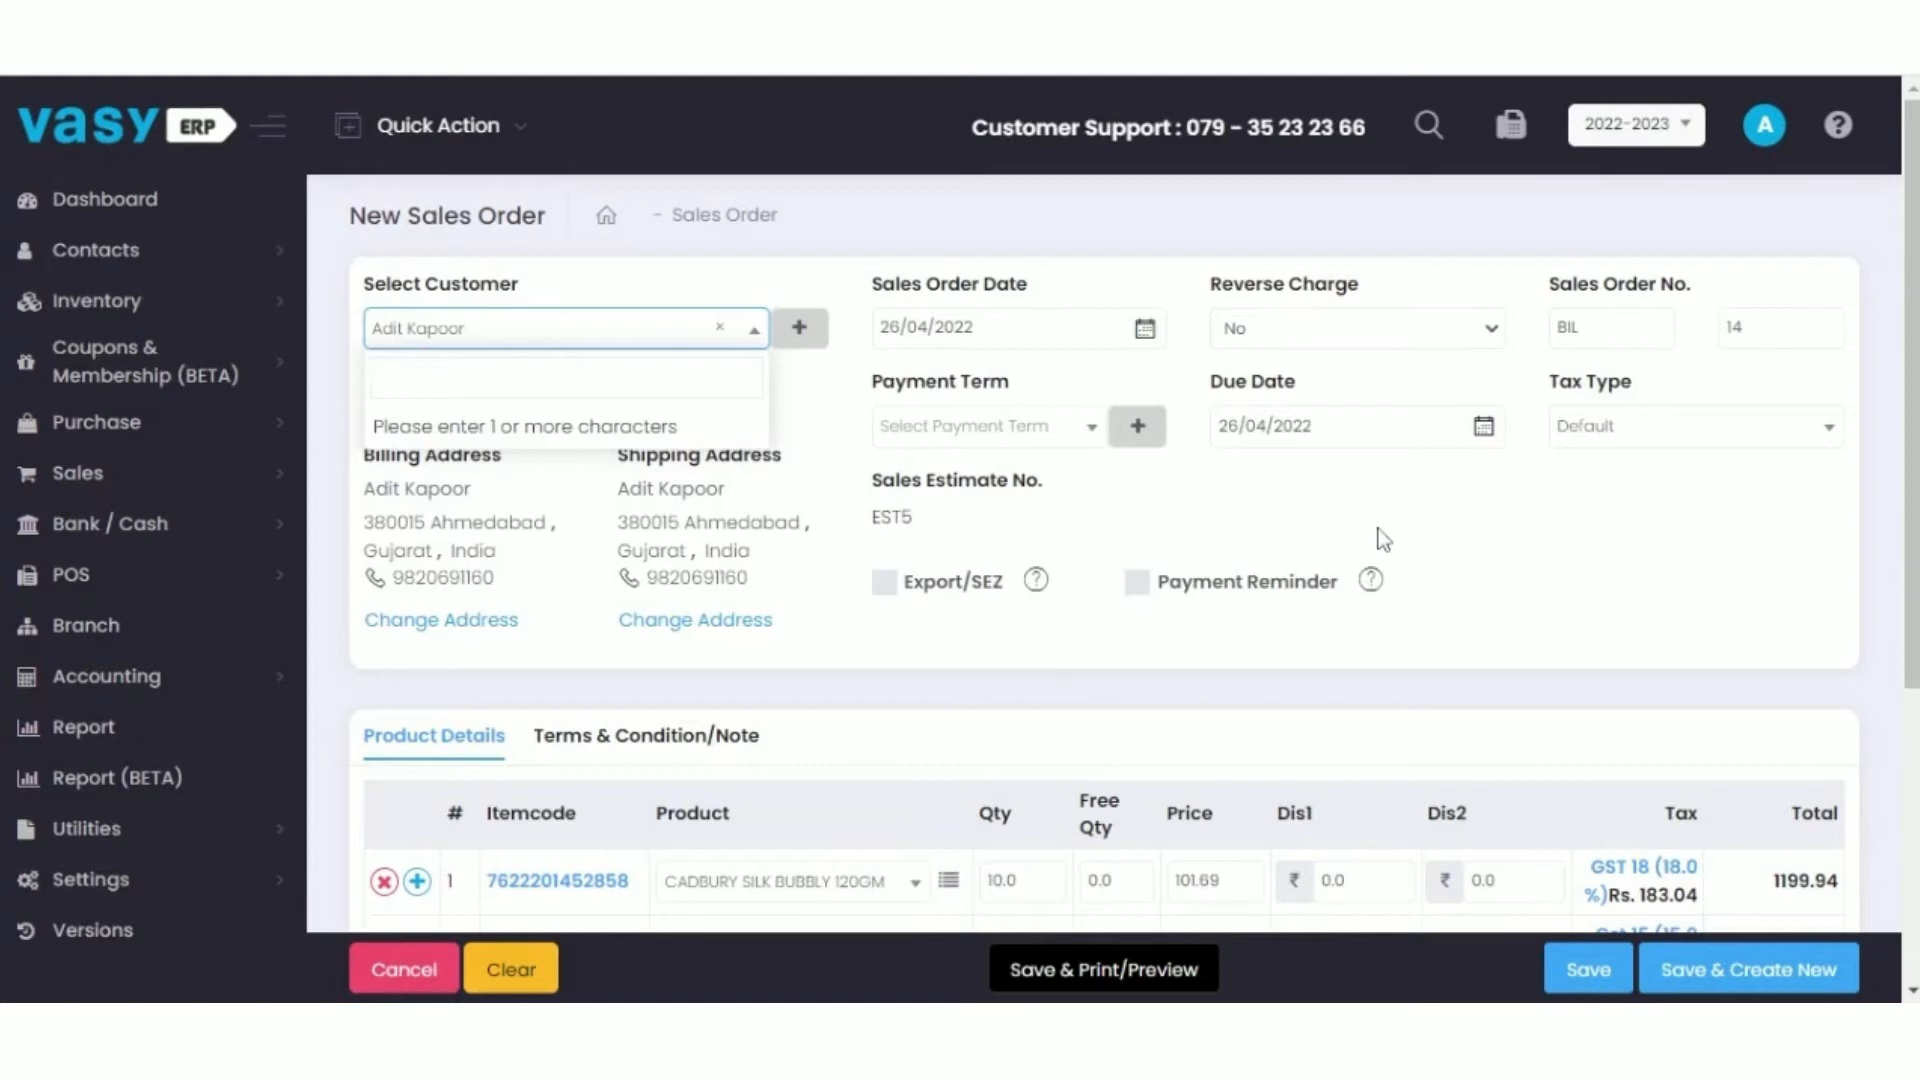 vasy ERP
Quick Action
Customer Support : 079 - 35 23 23 66
2022-2023
A
?
Dashboard
Contacts
Inventory
Coupons &
Membership (BETA)
Purchase
Sales
Bank / Cash
POS
Branch
Accounting
Report
Report (BETA)
Utilities
Settings
Versions
New Sales Order
- Sales Order
Select Customer
Adit Kapoor
×
+
Please enter 1 or more characters
Billing Address
Adit Kapoor
380015 Ahmedabad ,
Gujarat , India
9820691160
Change Address
Shipping Address
Adit Kapoor
380015 Ahmedabad ,
Gujarat , India
9820691160
Change Address
Sales Order Date
26/04/2022
Reverse Charge
No
Sales Order No.
BIL
14
Payment Term
Select Payment Term
+
Due Date
26/04/2022
Tax Type
Default
Sales Estimate No.
EST5
Export/SEZ ?
Payment Reminder ?
Product Details
Terms & Condition/Note
# Itemcode Product Qty Free Qty Price Dis1 Dis2 Tax Total
1 7622201452858 CADBURY SILK BUBBLY 120GM 10.0 0.0 101.69 ₹ 0.0 ₹ 0.0 GST 18 (18.0
%)Rs. 183.04 1199.94
Cancel
Clear
Save & Print/Preview
Save
Save & Create New